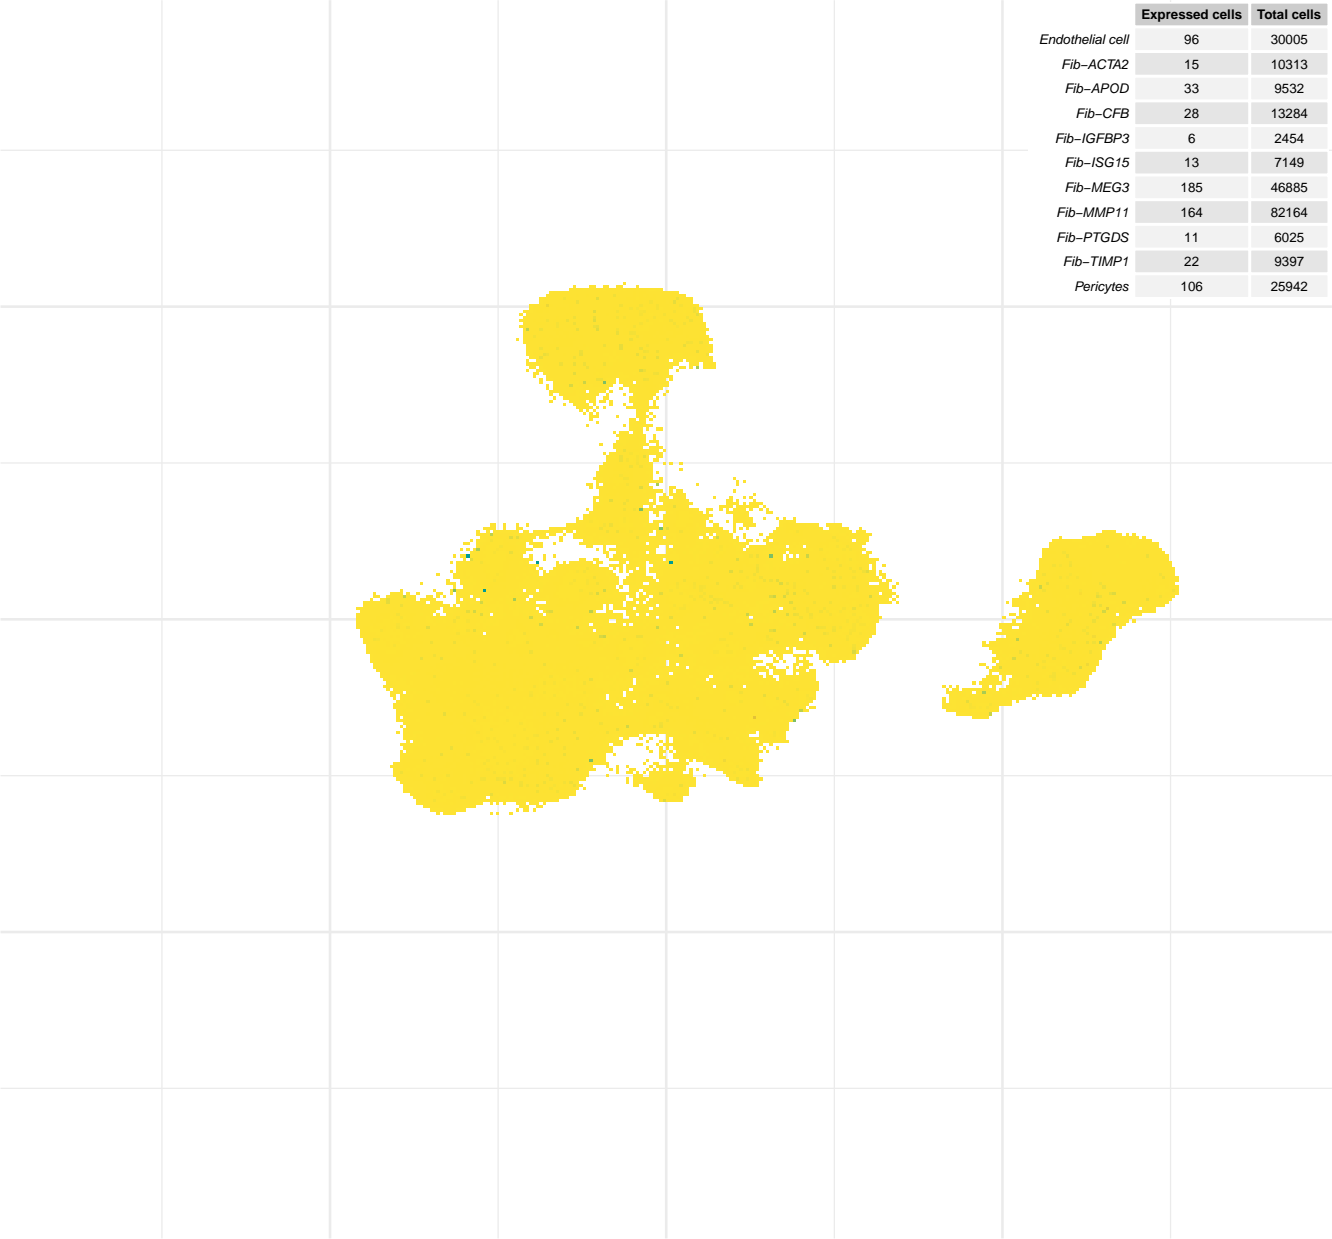 Expressed cells Total cells
Endothelial cell 96 30005
Fib−ACTA2 15 10313
Fib−APOD 33 9532
Fib−CFB 28 13284
Fib−IGFBP3 6 2454
Fib−ISG15 13 7149
Fib−MEG3 185 46885
Fib−MMP11 164 82164
Fib−PTGDS 11 6025
Fib−TIMP1 22 9397
Pericytes 106 25942